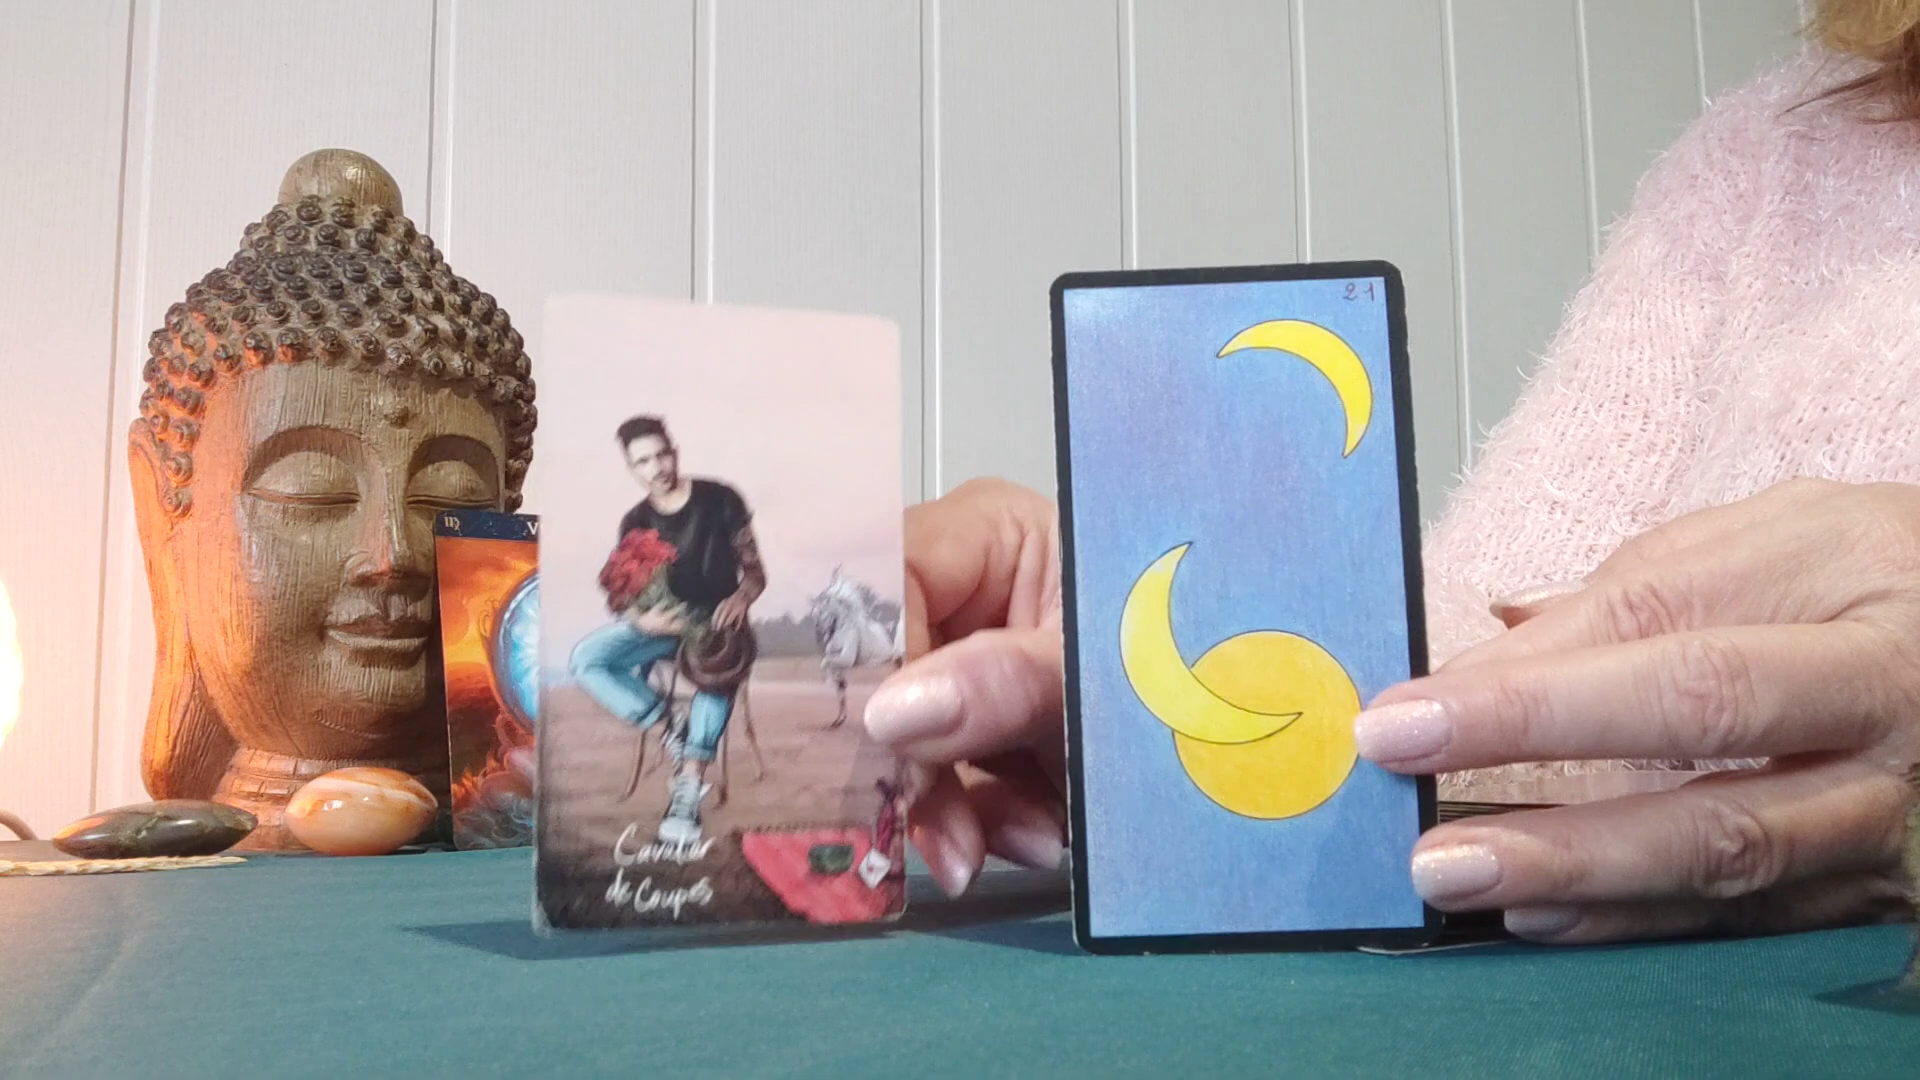 ♍ V
Cavalier
de Coupes
21